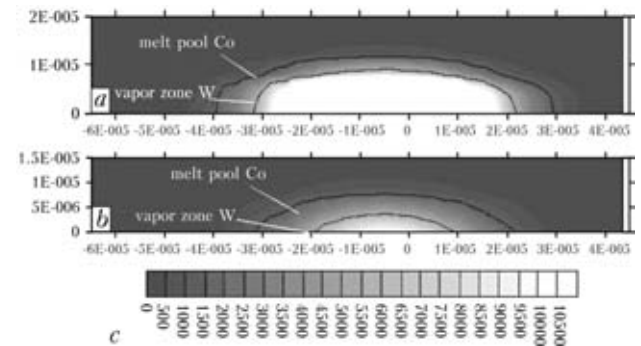 2E-005
melt pool Co
1E-005
vapor zone W
a
0
-6E-005 -5E-005 -4E-005 -3E-005 -2E-005 -1E-005 0 1E-005 2E-005 3E-005 4E-005
1.5E-005
melt pool Co
1E-005
5E-006
b
vapor zone W
0
-6E-005 -5E-005 -4E-005 -3E-005 -2E-005 -1E-005 0 1E-005 2E-005 3E-005 4E-005
c
0 500 1000 1500 2000 2500 3000 3500 4000 4500 5000 5500 6000 6500 7000 7500 8000 8500 9000 9500 10000 10500